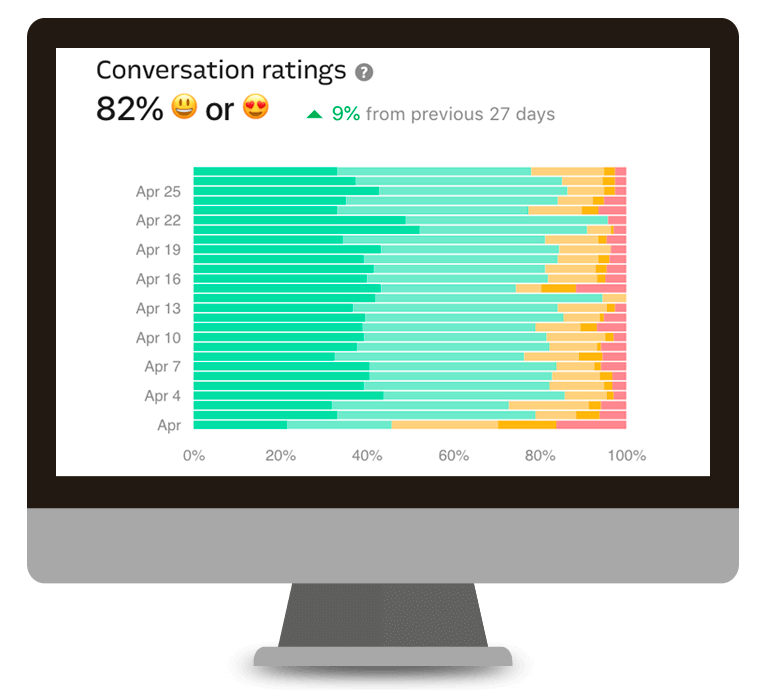 Conversation ratings ?
82% 😃 or 😍 ▲ 9% from previous 27 days
Apr 25
Apr 22
Apr 19
Apr 16
Apr 13
Apr 10
Apr 7
Apr 4
Apr
0% 20% 40% 60% 80% 100%